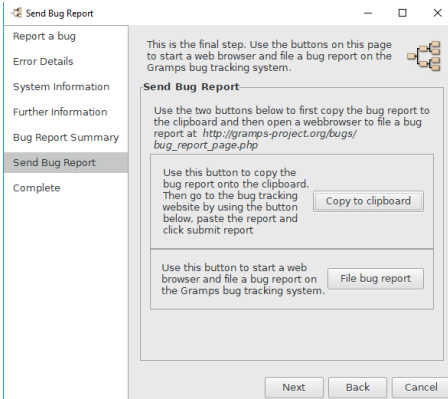 Send Bug Report
Report a bug
Error Details
System Information
Further Information
Bug Report Summary
Send Bug Report
Complete
This is the final step. Use the buttons on this page
to start a web browser and file a bug report on the
Gramps bug tracking system.
Send Bug Report
Use the two buttons below to first copy the bug report to
the clipboard and then open a webbrowser to file a bug
report at http://gramps-project.org/bugs/
bug_report_page.php
Use this button to copy the
bug report onto the clipboard.
Then go to the bug tracking
website by using the button
below, paste the report and
click submit report
Copy to clipboard
Use this button to start a web
browser and file a bug report on
the Gramps bug tracking system.
File bug report
Next
Back
Cancel